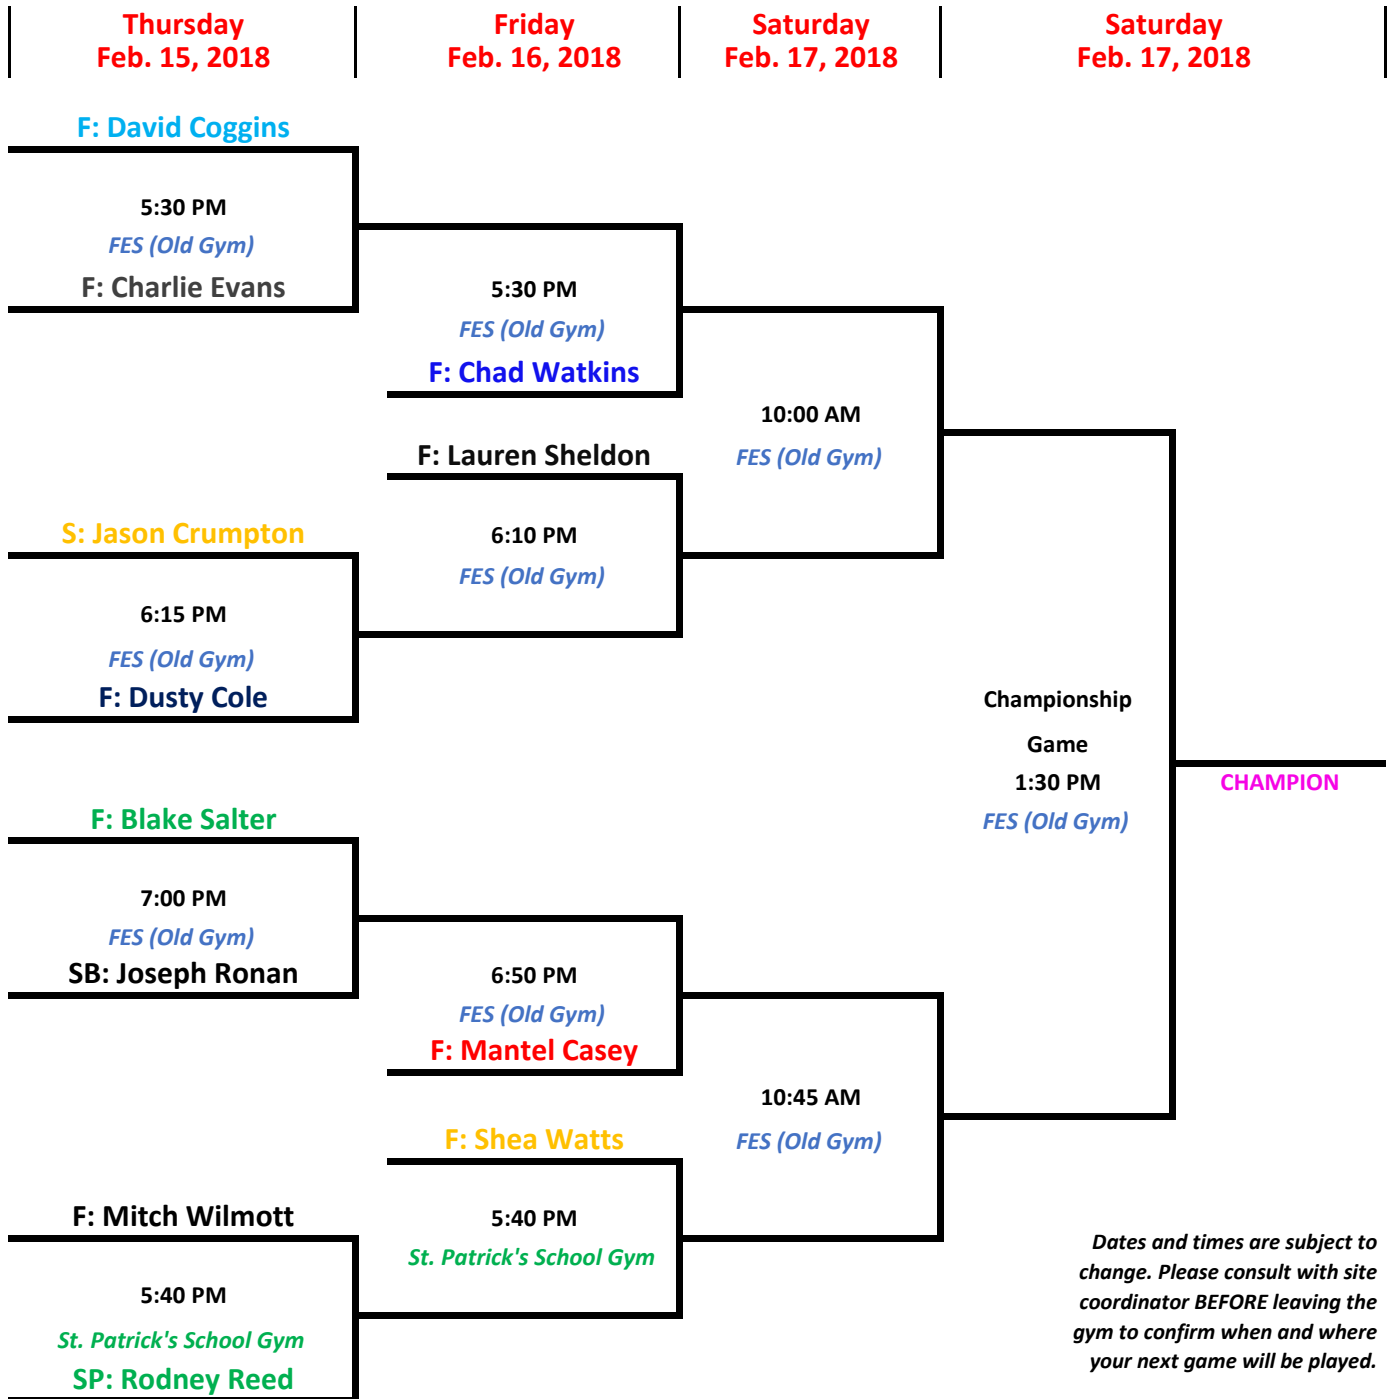 Thursday
Feb. 15, 2018
Friday
Feb. 16, 2018
Saturday
Feb. 17, 2018
Saturday
Feb. 17, 2018
F: David Coggins
5:30 PM
FES (Old Gym)
F: Charlie Evans
5:30 PM
FES (Old Gym)
F: Chad Watkins
10:00 AM
FES (Old Gym)
F: Lauren Sheldon
S: Jason Crumpton
6:10 PM
FES (Old Gym)
6:15 PM
FES (Old Gym)
F: Dusty Cole
Championship
Game
1:30 PM
FES (Old Gym)
CHAMPION
F: Blake Salter
7:00 PM
FES (Old Gym)
SB: Joseph Ronan
6:50 PM
FES (Old Gym)
F: Mantel Casey
10:45 AM
FES (Old Gym)
F: Shea Watts
F: Mitch Wilmott
5:40 PM
St. Patrick's School Gym
5:40 PM
St. Patrick's School Gym
SP: Rodney Reed
Dates and times are subject to
change. Please consult with site
coordinator BEFORE leaving the
gym to confirm when and where
your next game will be played.